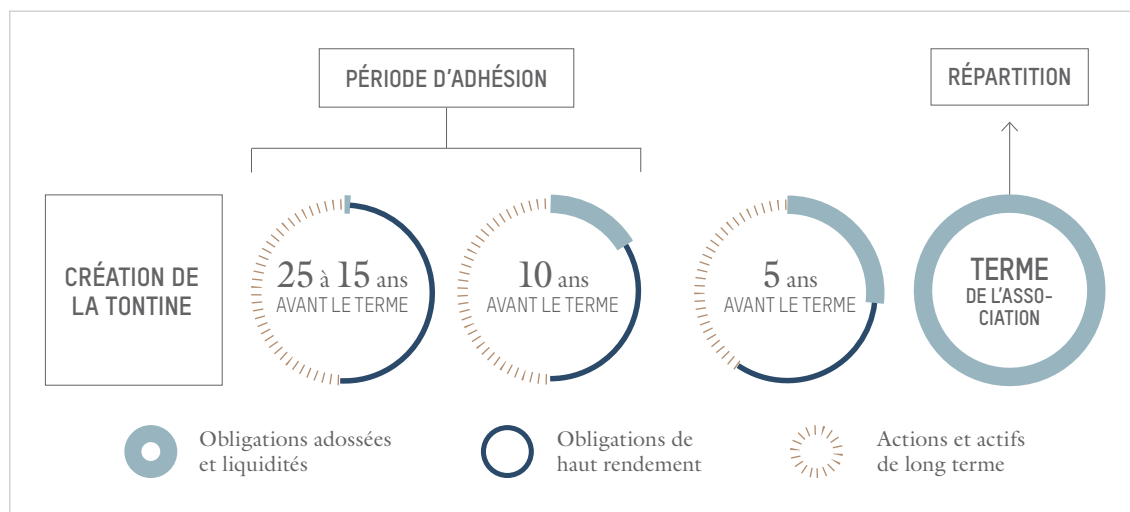 PÉRIODE D'ADHÉSION
RÉPARTITION
CRÉATION DE
LA TONTINE
25 à 15 ans
AVANT LE TERME
10 ans
AVANT LE TERME
5 ans
AVANT LE TERME
TERME
DE L'ASSO-
CIATION
Obligations adossées
et liquidités
Obligations de
haut rendement
Actions et actifs
de long terme